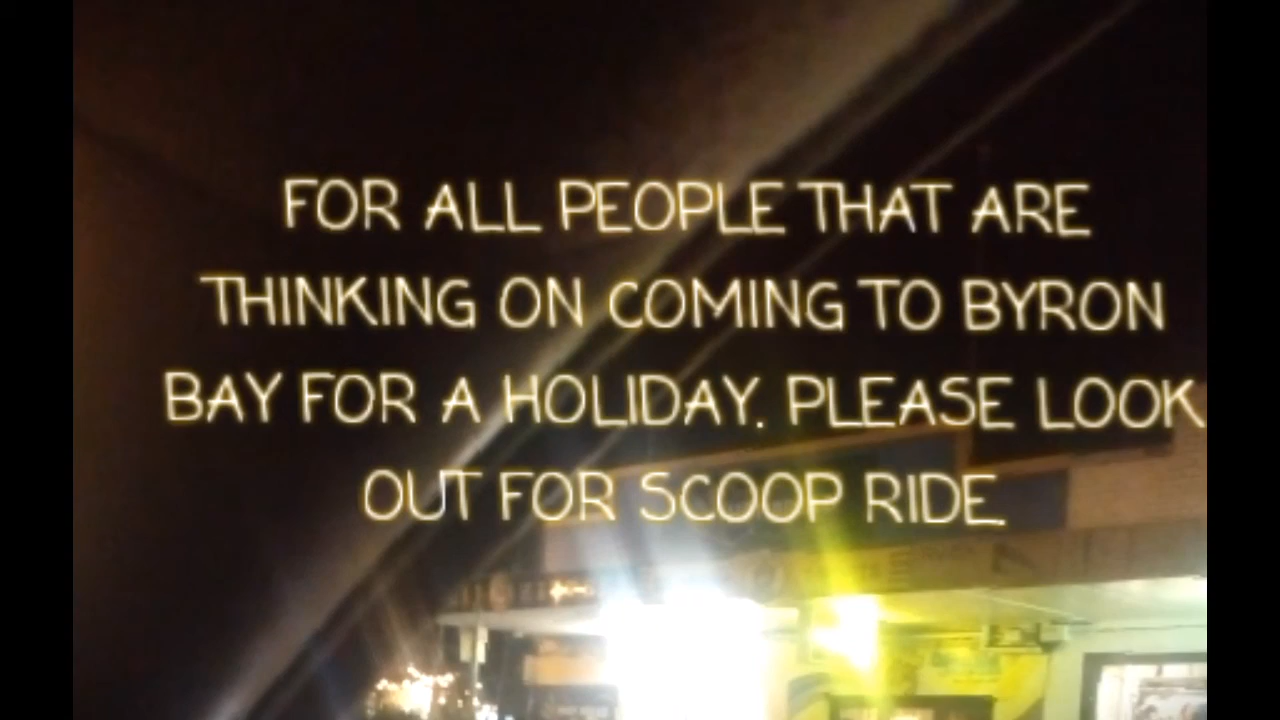 FOR ALL PEOPLE THAT ARE
THINKING ON COMING TO BYRON
BAY FOR A HOLIDAY. PLEASE LOOK
OUT FOR SCOOP RIDE.